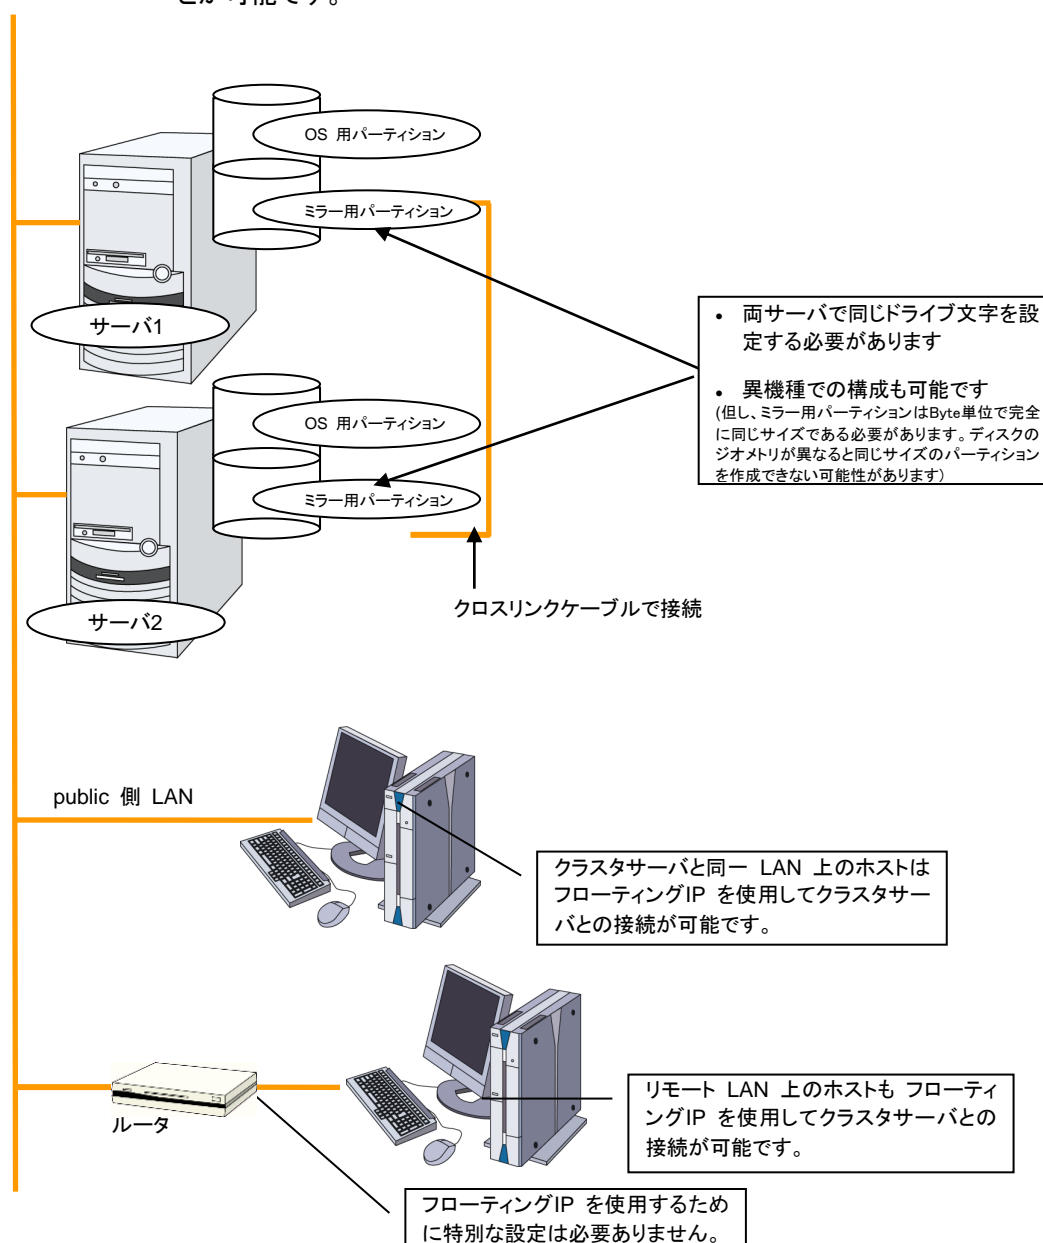 とが可能です。
OS 用パーティション
ミラー用パーティション
サーバ1
・ 両サーバで同じドライブ文字を設
定する必要があります
・ 異機種での構成も可能です
(但し、ミラー用パーティションはByte単位で完全
に同じサイズである必要があります。ディスクの
ジオメトリが異なると同じサイズのパーティション
を作成できない可能性があります)
OS 用パーティション
ミラー用パーティション
サーバ2
クロスリンクケーブルで接続
public 側 LAN
クラスタサーバと同一 LAN 上のホストは
フローティングIP を使用してクラスタサー
バとの接続が可能です。
リモート LAN 上のホストも フローティ
ングIP を使用してクラスタサーバとの
接続が可能です。
ルータ
フローティングIP を使用するため
に特別な設定は必要ありません。